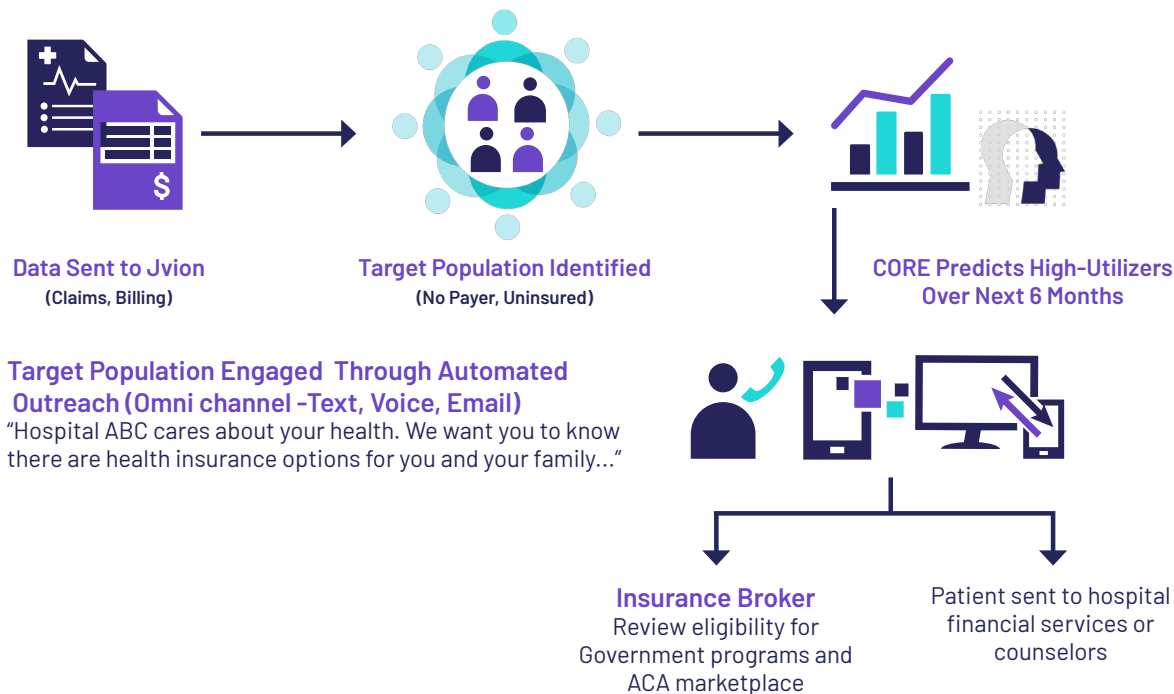 $
Data Sent to Jvion
(Claims, Billing)
Target Population Identified
(No Payer, Uninsured)
CORE Predicts High-Utilizers
Over Next 6 Months
Target Population Engaged  Through Automated
Outreach (Omni channel -Text, Voice, Email)
“Hospital ABC cares about your health. We want you to know
there are health insurance options for you and your family...”
Insurance Broker
Review eligibility for
Government programs and
ACA marketplace
Patient sent to hospital
financial services or
counselors